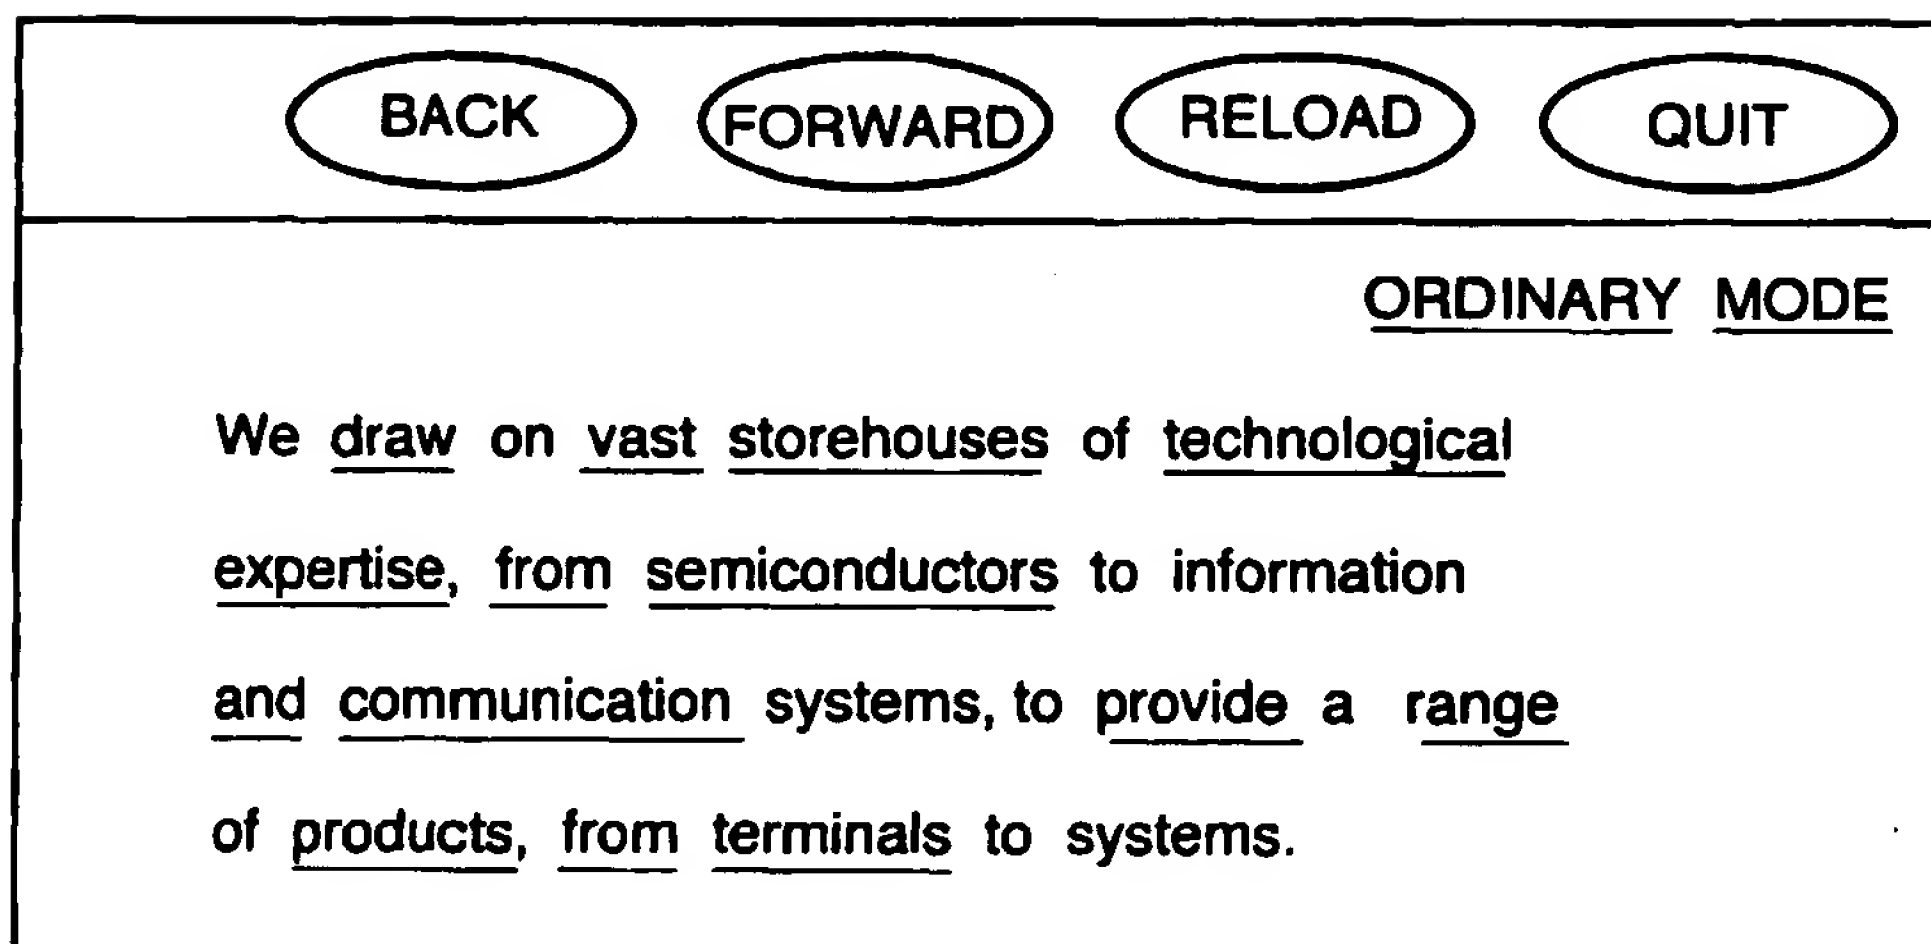 BACK FORWARD RELOAD QUIT
ORDINARY MODE
We draw on vast storehouses of technological
expertise, from semiconductors to information
and communication systems, to provide a range
of products, from terminals to systems.